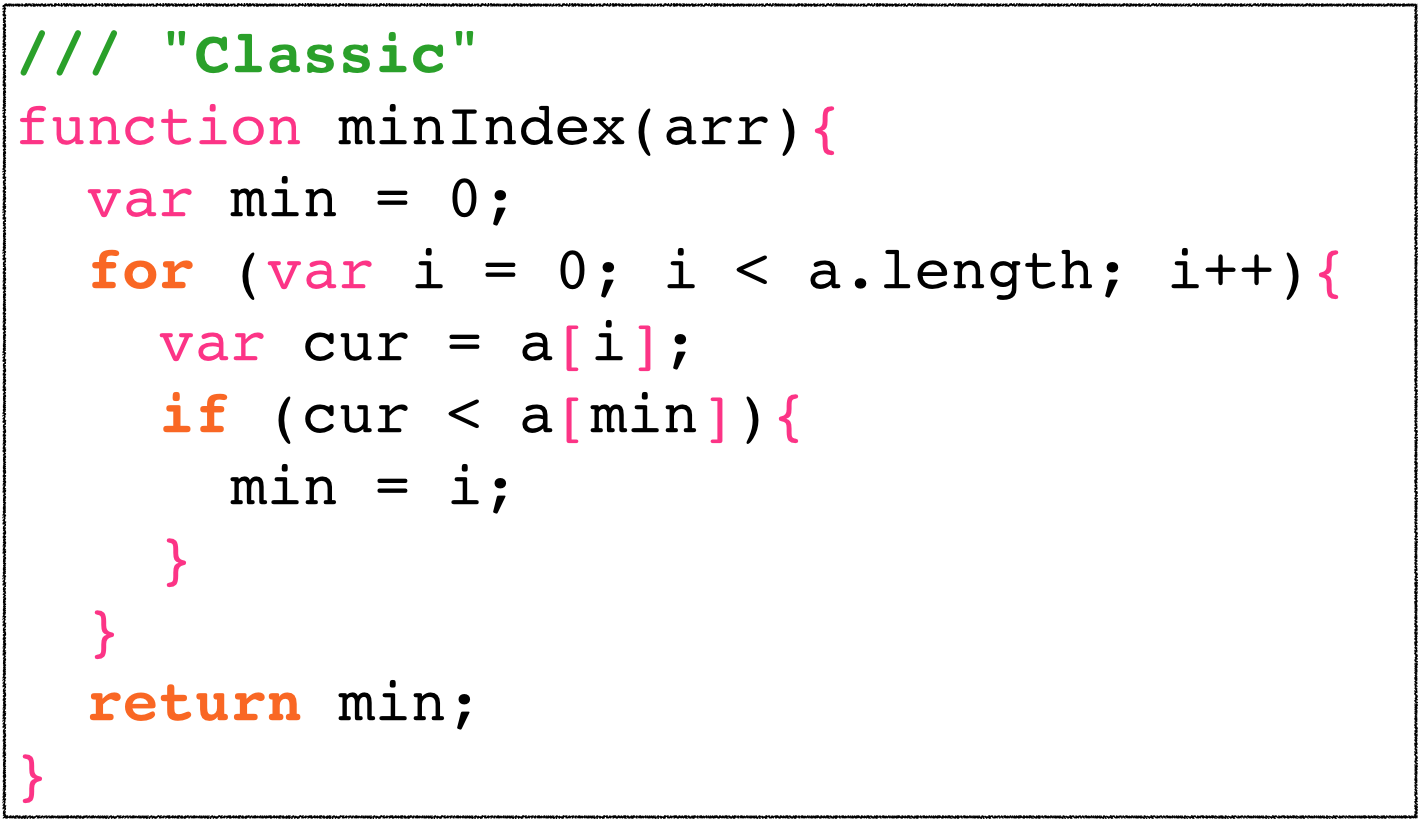 /// "Classic"
function minIndex(arr){
  var min = 0;
  for (var i = 0; i < a.length; i++){
    var cur = a[i];
    if (cur < a[min]){
      min = i;
    }
  }
  return min;
}